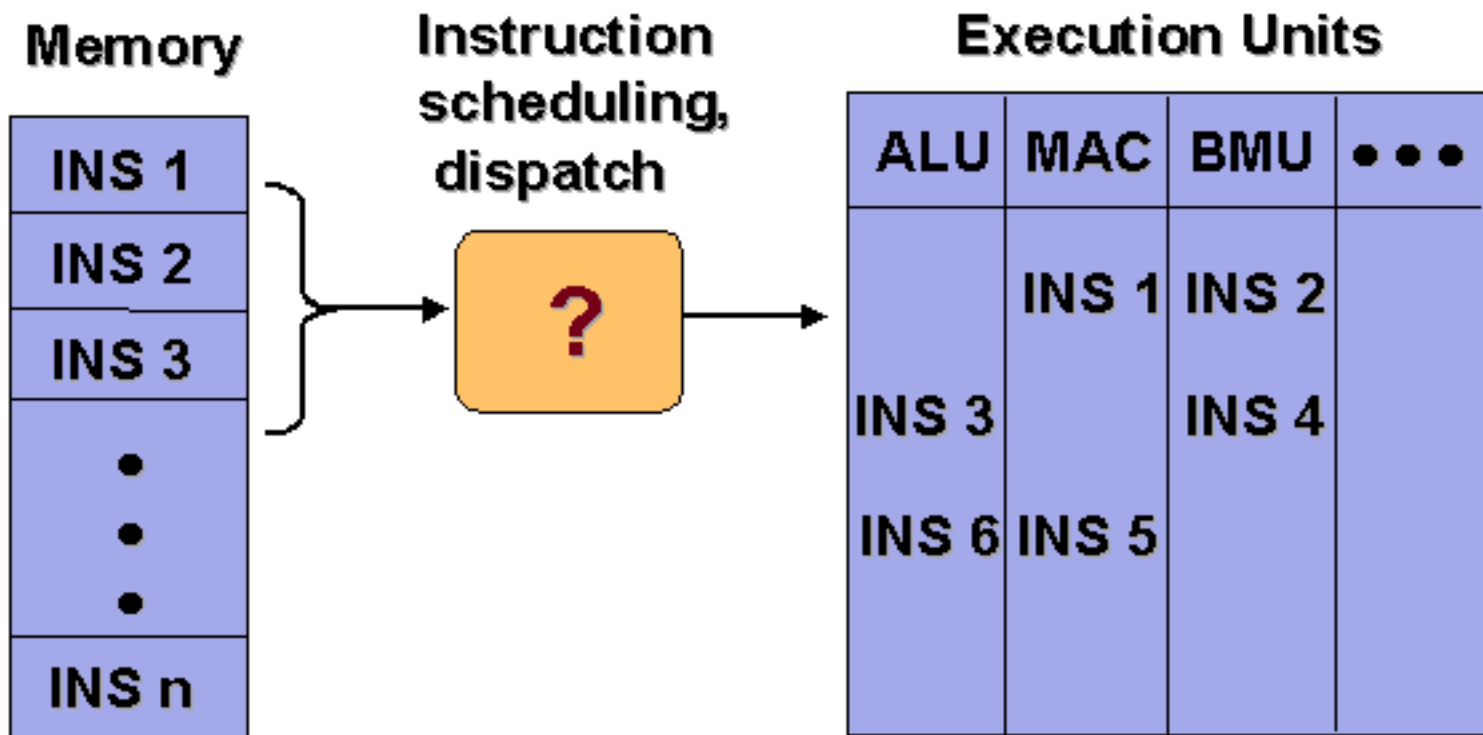 Memory
INS 1
INS 2
INS 3
INS n
Instruction
scheduling,
dispatch
?
Execution Units
ALU MAC BMU •••
INS 1 INS 2
INS 3 INS 4
INS 6 INS 5